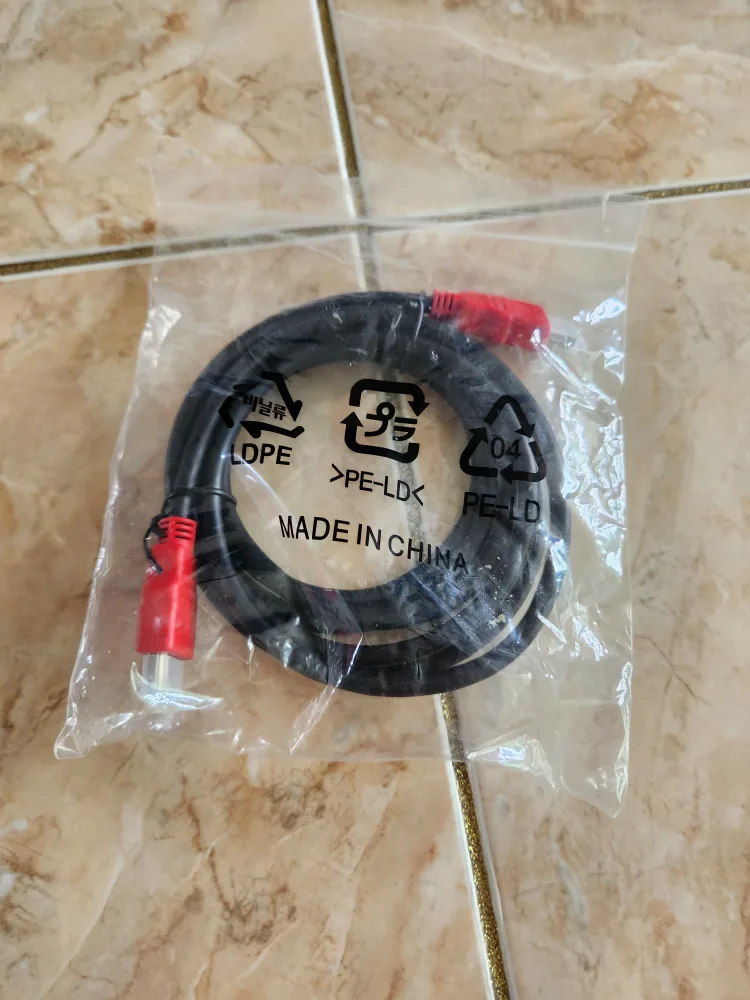 비닐류
LDPE
プラ
>PE-LD<
04
PE-LD
MADE IN CHINA